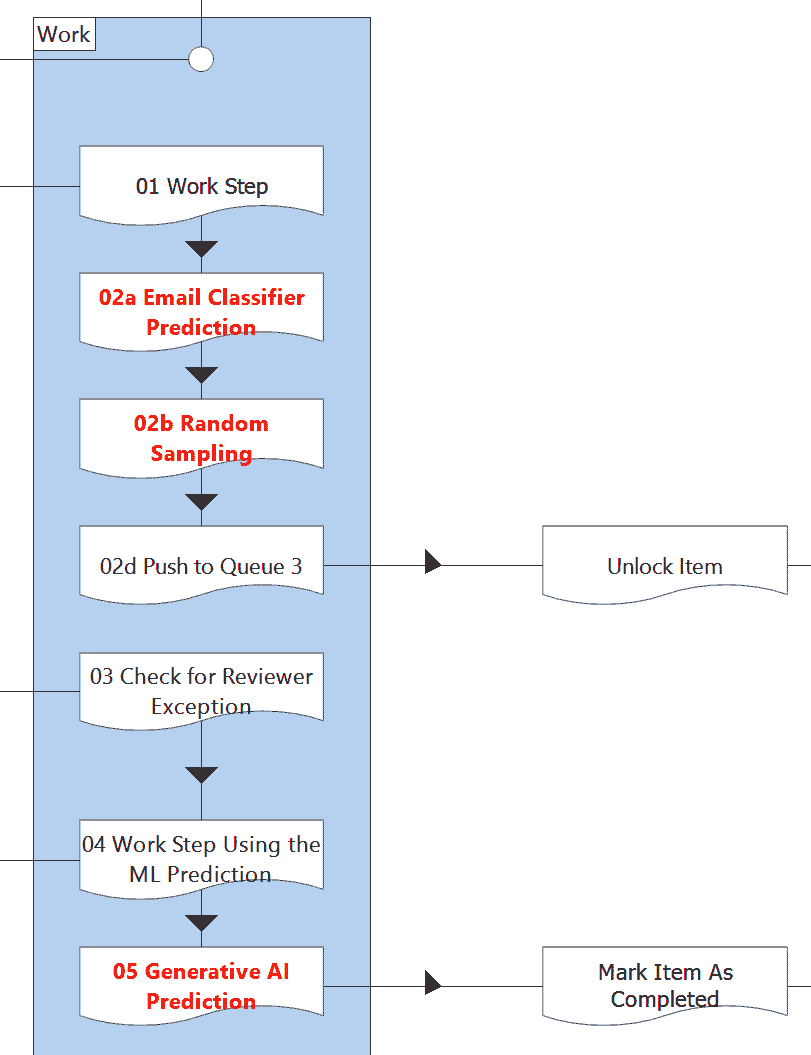 Work
01 Work Step
02a Email Classifier
Prediction
02b Random
Sampling
02d Push to Queue 3
Unlock Item
03 Check for Reviewer
Exception
04 Work Step Using the
ML Prediction
05 Generative AI
Prediction
Mark Item As
Completed